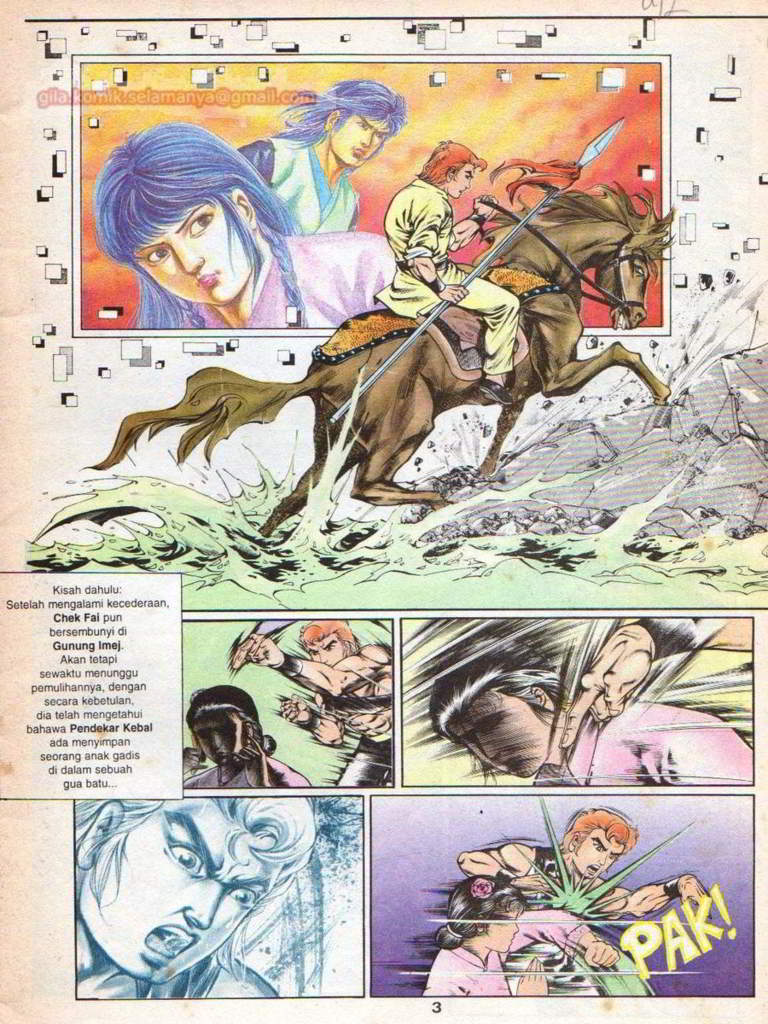 gila.komik.selamanya@gmail.com
Kisah dahulu:
Setelah mengalami kecederaan,
Chek Fai pun
bersembunyi di
Gunung Imej.
Akan tetapi
sewaktu menunggu
pemulihannya, dengan
secara kebetulan,
dia telah mengetahui
bahawa Pendekar Kebal
ada menyimpan
seorang anak gadis
di dalam sebuah
gua batu...
PAK!
3